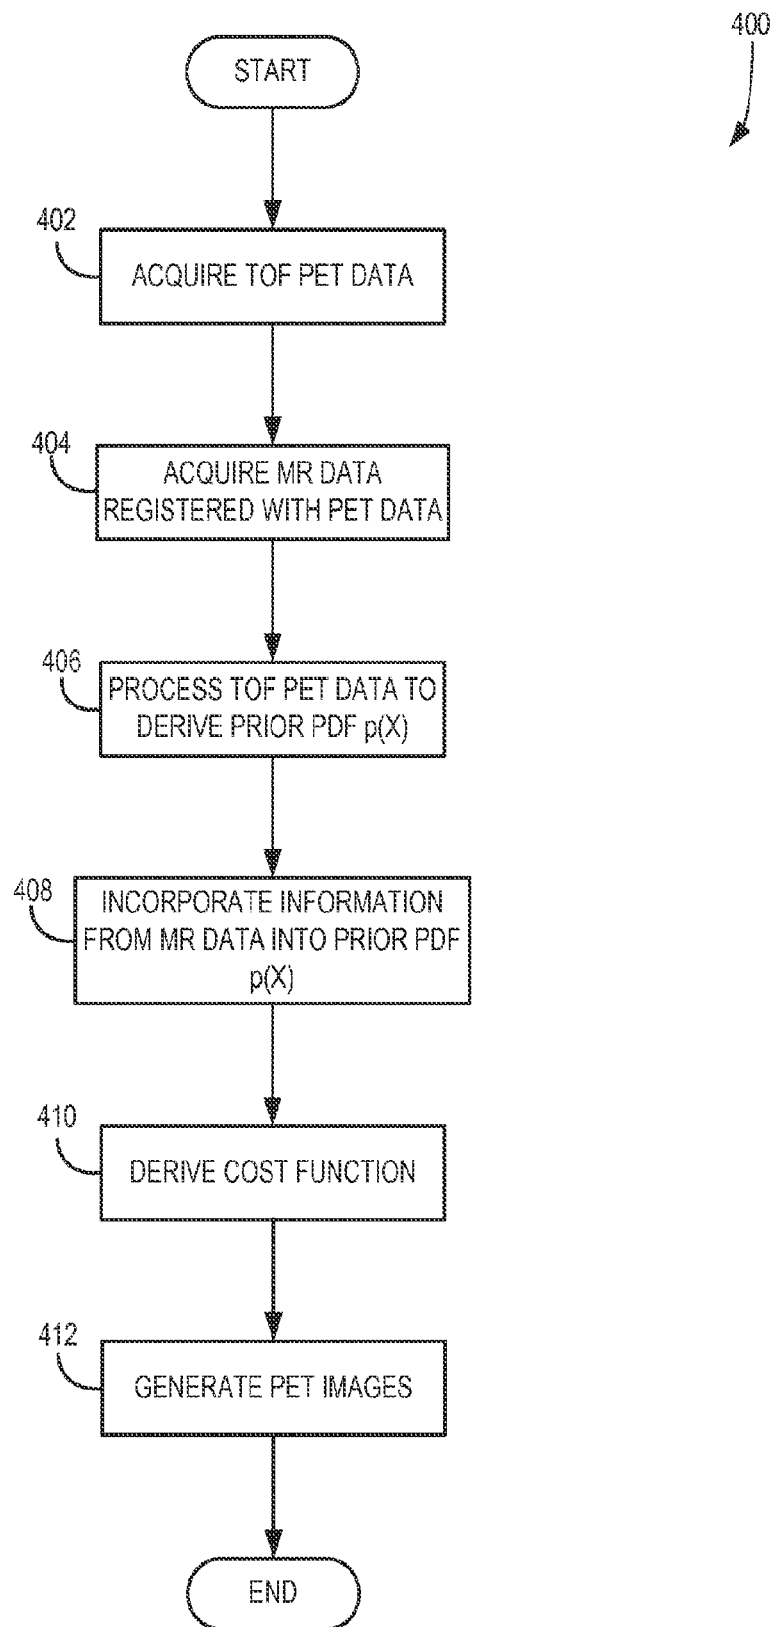 400
START
402
ACQUIRE TOF PET DATA
404
ACQUIRE MR DATA
REGISTERED WITH PET DATA
406
PROCESS TOF PET DATA TO
DERIVE PRIOR PDF p(X)
408
INCORPORATE INFORMATION
FROM MR DATA INTO PRIOR PDF
p(X)
410
DERIVE COST FUNCTION
412
GENERATE PET IMAGES
END